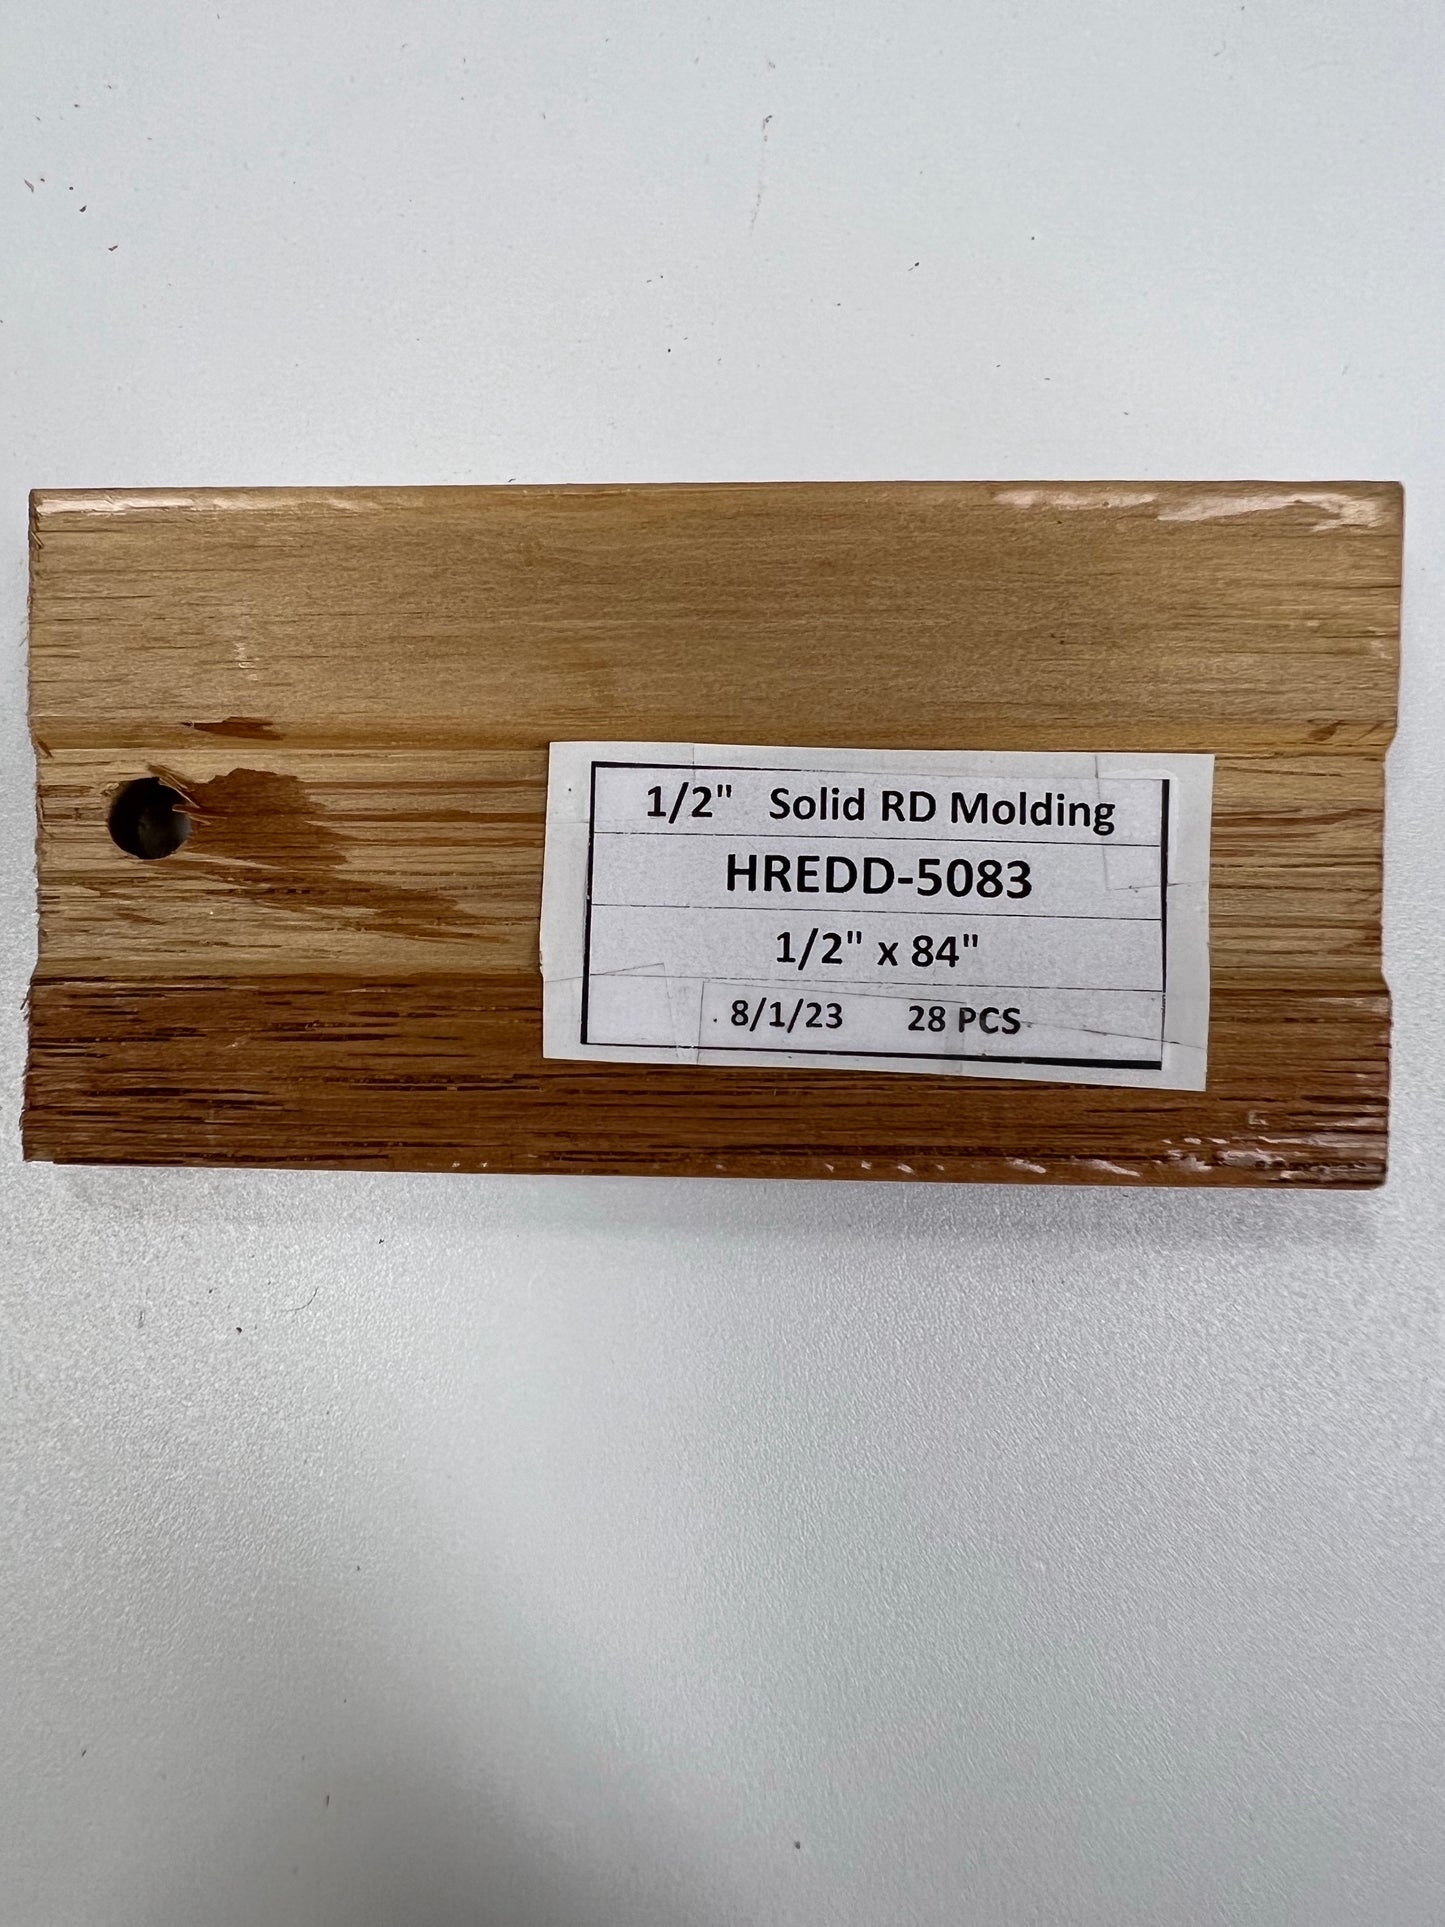 1/2" Solid RD Molding
HREDD-5083
1/2" x 84"
8/1/23 28 PCS